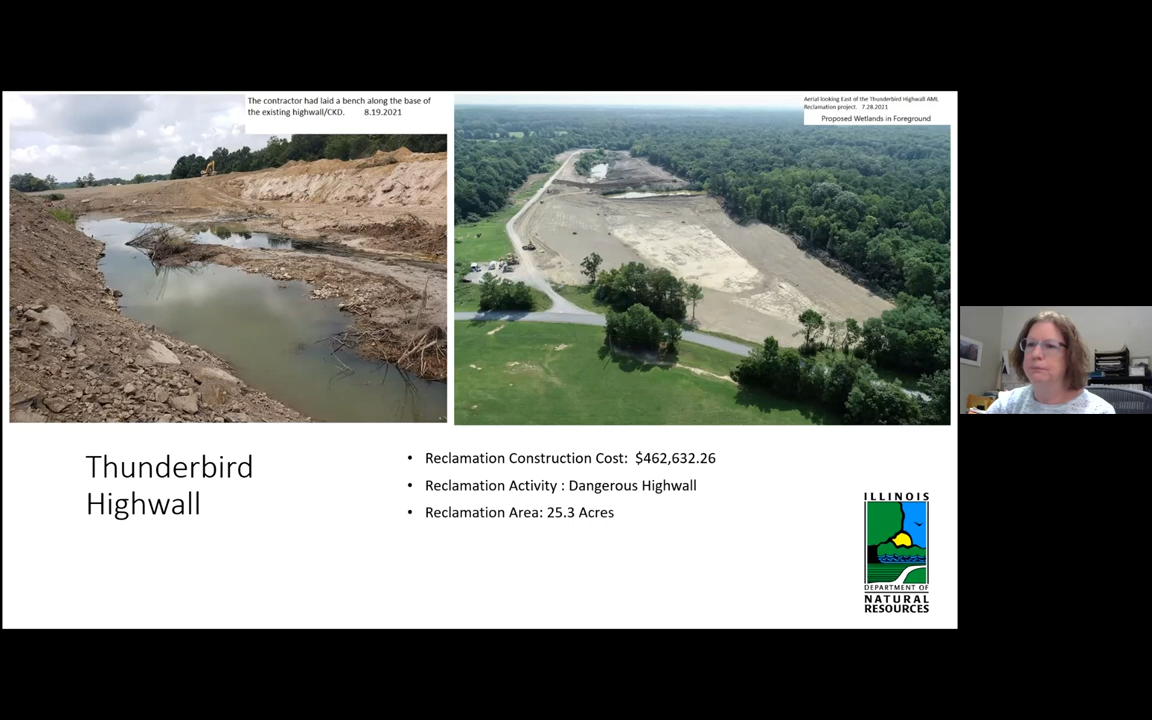 The contractor had laid a bench along the base of
the existing highwall/CKD. 8.19.2021
Aerial looking East of the Thunderbird Highwall AML
Reclamation project. 7.28.2021
Proposed Wetlands in Foreground
Thunderbird
Highwall
• Reclamation Construction Cost: $462,632.26
• Reclamation Activity : Dangerous Highwall
• Reclamation Area: 25.3 Acres
ILLINOIS
DEPARTMENT OF
NATURAL
RESOURCES